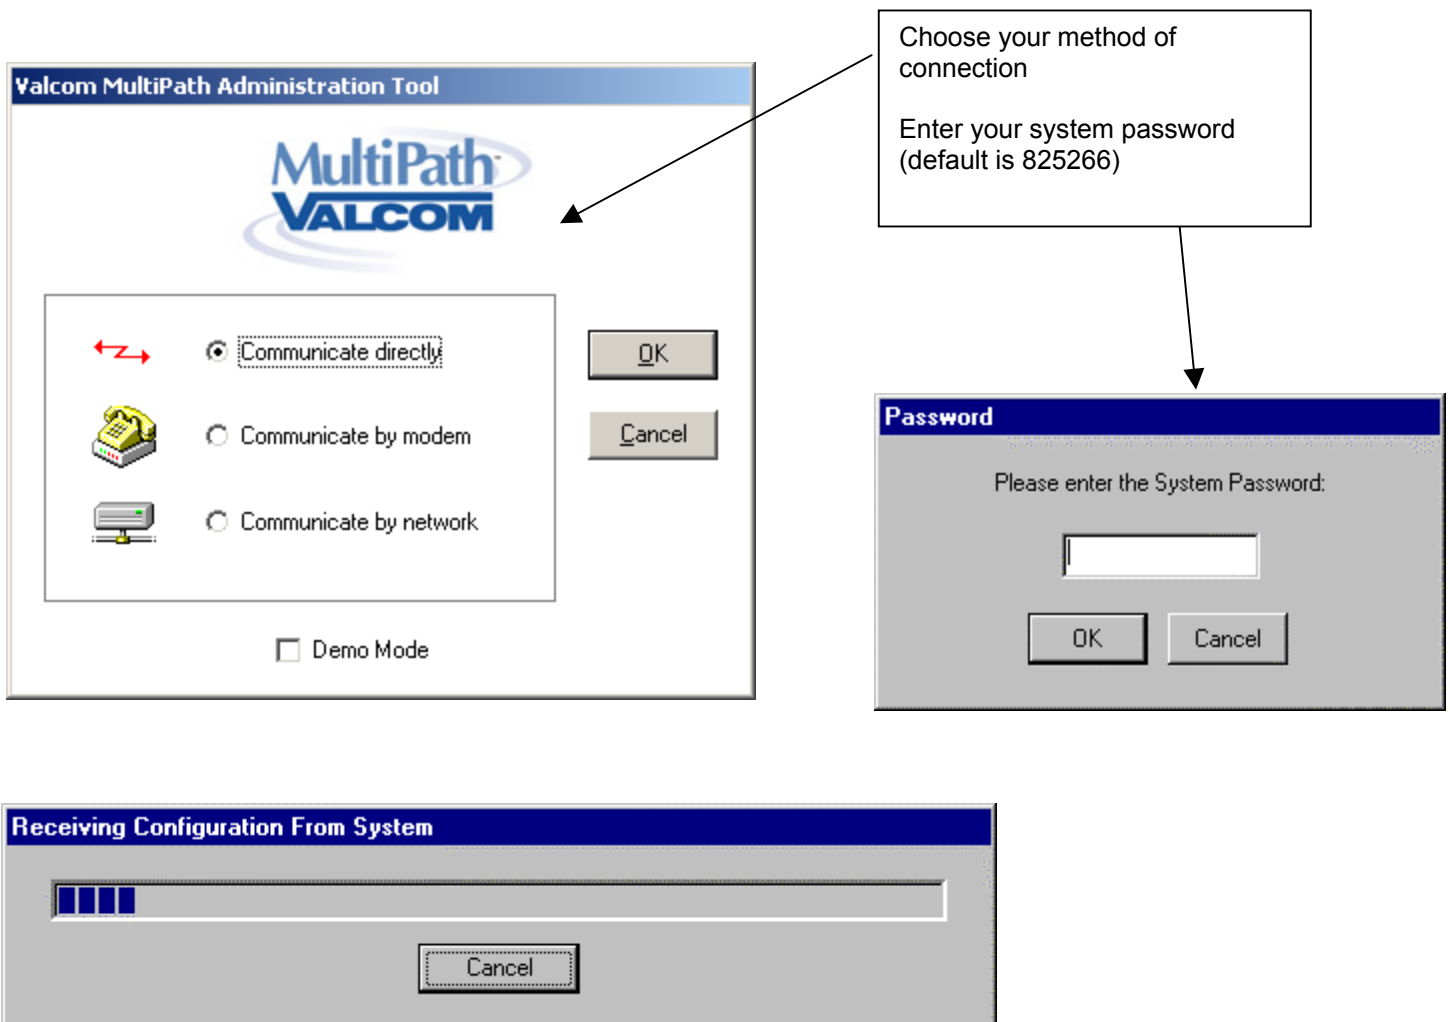 Choose your method of
connection
Enter your system password
(default is 825266)
Valcom MultiPath Administration Tool
MultiPath
VALCOM
Communicate directly
OK
Communicate by modem
Cancel
Communicate by network
Demo Mode
Password
Please enter the System Password:
OK
Cancel
Receiving Configuration From System
Cancel